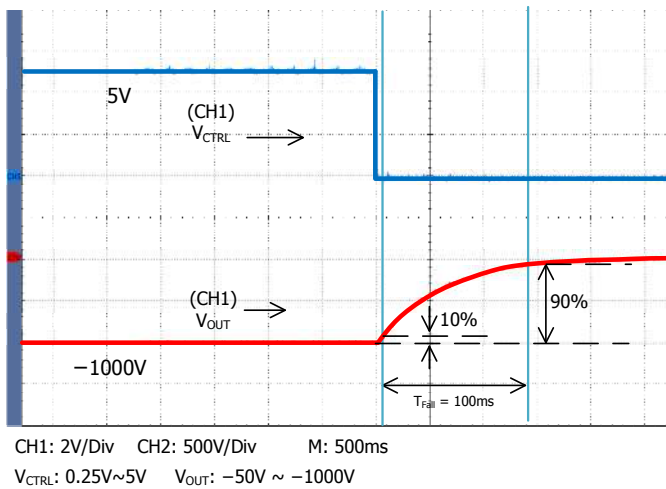 5V
(CH1)
VCTRL
(CH1)
VOUT
−1000V
10%
90%
TFall = 100ms
CH1: 2V/Div CH2: 500V/Div M: 500ms
VCTRL: 0.25V~5V VOUT: −50V ~ −1000V